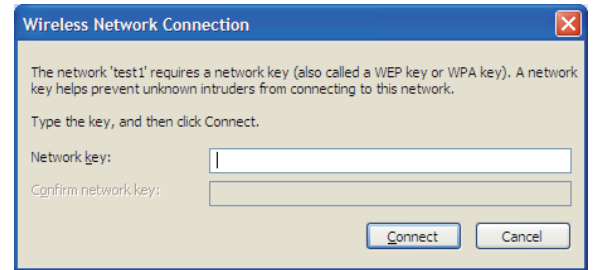 Wireless Network Connection
The network 'test1' requires a network key (also called a WEP key or WPA key). A network
key helps prevent unknown intruders from connecting to this network.
Type the key, and then click Connect.
Network key:
Confirm network key:
Connect Cancel